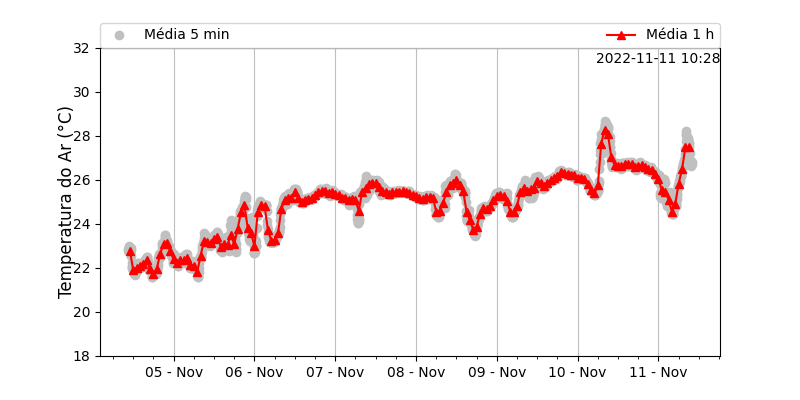 Média 5 min
Média 1 h
2022-11-11 10:28
Temperatura do Ar (°C)
32
30
28
26
24
22
20
18
05 - Nov
06 - Nov
07 - Nov
08 - Nov
09 - Nov
10 - Nov
11 - Nov